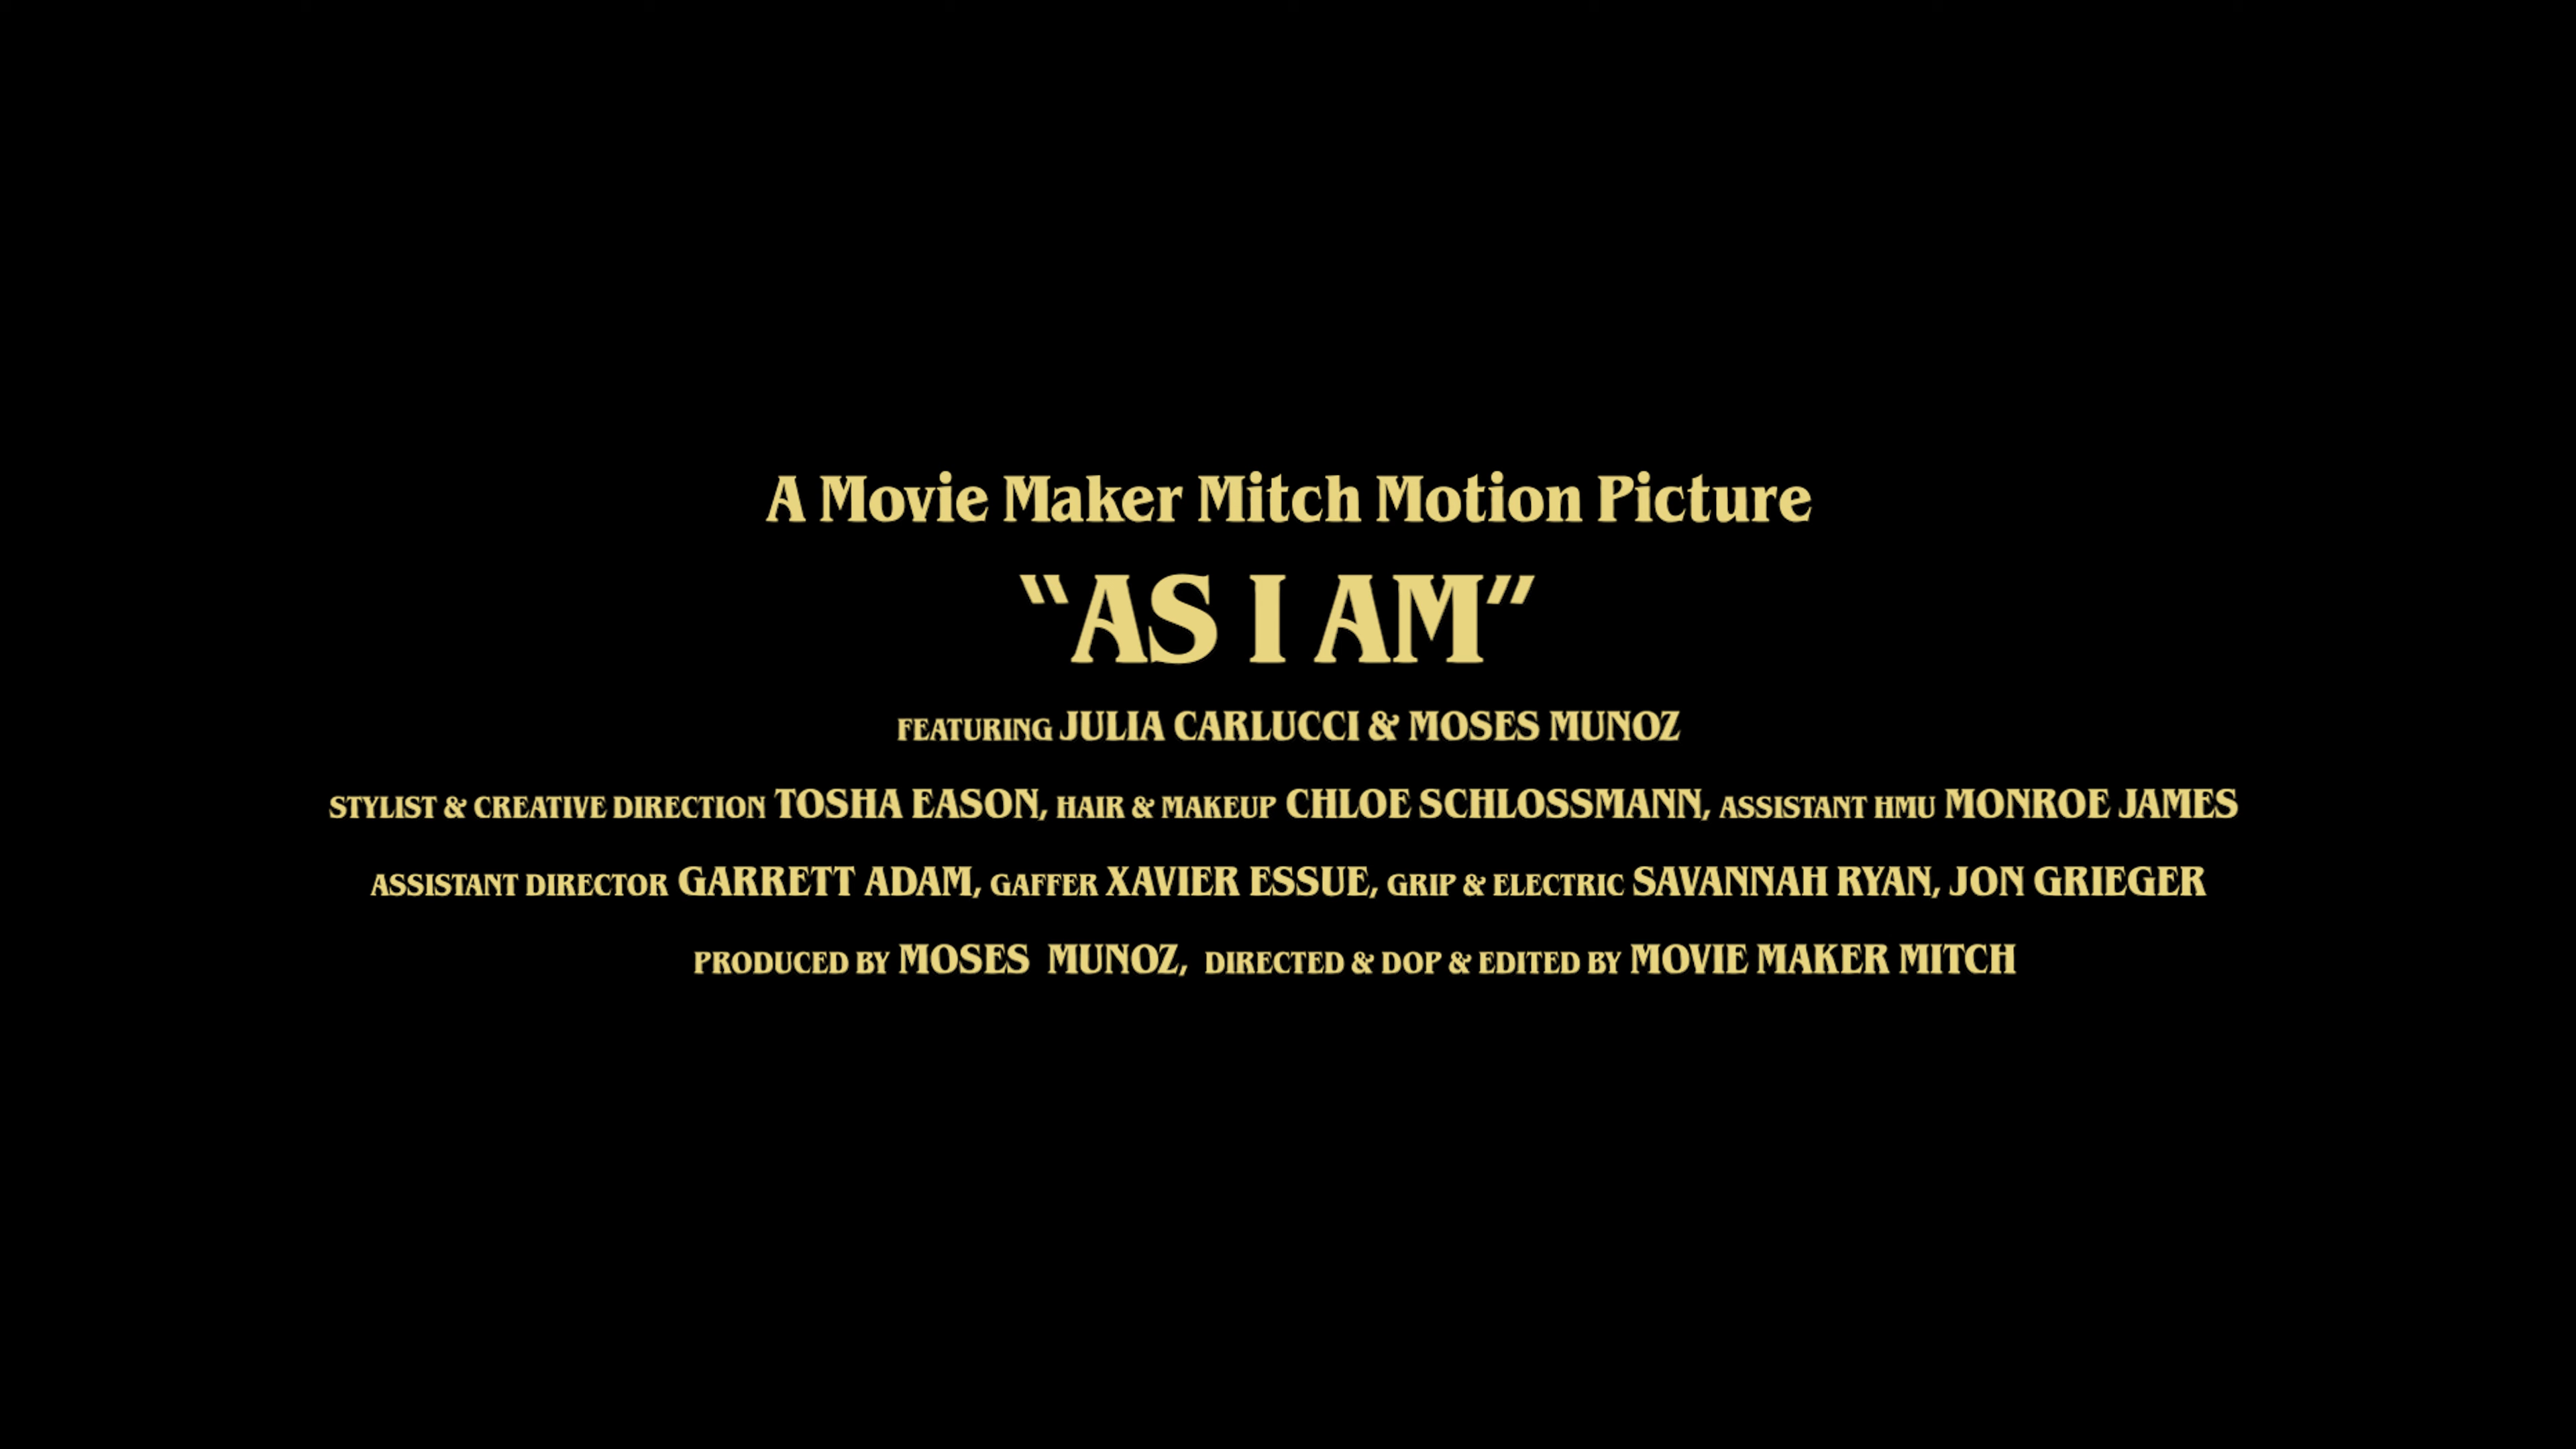 A Movie Maker Mitch Motion Picture
“AS I AM”
FEATURING JULIA CARLUCCI & MOSES MUNOZ
STYLIST & CREATIVE DIRECTION TOSHA EASON, HAIR & MAKEUP CHLOE SCHLOSSMANN, ASSISTANT HMU MONROE JAMES
ASSISTANT DIRECTOR GARRETT ADAM, GAFFER XAVIER ESSUE, GRIP & ELECTRIC SAVANNAH RYAN, JON GRIEGER
PRODUCED BY MOSES MUNOZ, DIRECTED & DOP & EDITED BY MOVIE MAKER MITCH